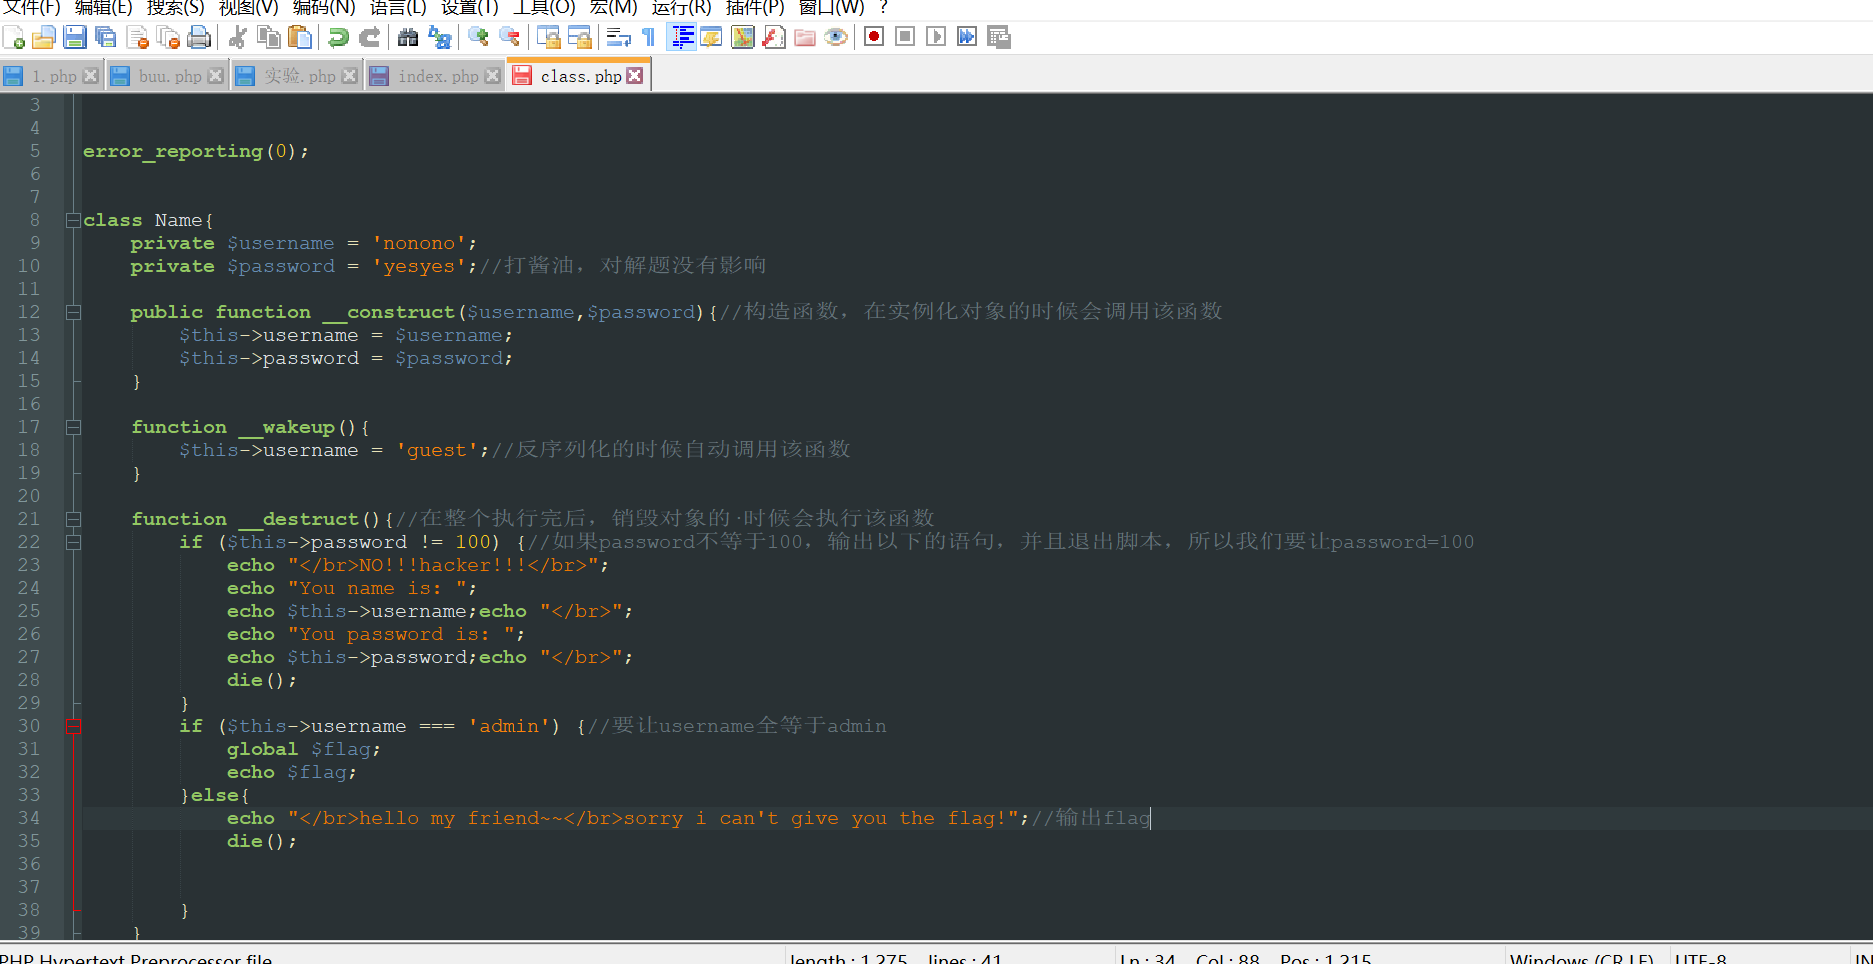 文件(F) 编辑(E) 搜索(S) 视图(V) 编码(N) 语言(L) 设置(T) 工具(O) 宏(M) 运行(R) 插件(P) 窗口(W) ?
1.php buu.php 实验.php index.php class.php
3
4
5 error_reporting(0);
6
7
8 class Name{
9 private $username = 'nonono';
10 private $password = 'yesyes';//打酱油，对解题没有影响
11
12 public function __construct($username,$password){//构造函数，在实例化对象的时候会调用该函数
13 $this->username = $username;
14 $this->password = $password;
15 }
16
17 function __wakeup(){
18 $this->username = 'guest';//反序列化的时候自动调用该函数
19 }
20
21 function __destruct(){//在整个执行完后，销毁对象的·时候会执行该函数
22 if ($this->password != 100) {//如果password不等于100，输出以下的语句，并且退出脚本，所以我们要让password=100
23 echo "</br>NO!!!hacker!!!</br>";
24 echo "You name is: ";
25 echo $this->username;echo "</br>";
26 echo "You password is: ";
27 echo $this->password;echo "</br>";
28 die();
29 }
30 if ($this->username === 'admin') {//要让username全等于admin
31 global $flag;
32 echo $flag;
33 }else{
34 echo "</br>hello my friend~~</br>sorry i can't give you the flag!";//输出flag
35 die();
36
37
38 }
39 }
PHP Hypertext Preprocessor file length : 1,275 lines : 41 Ln : 34 Col : 88 Pos : 1,215 Windows (CR LF) UTF-8 IN